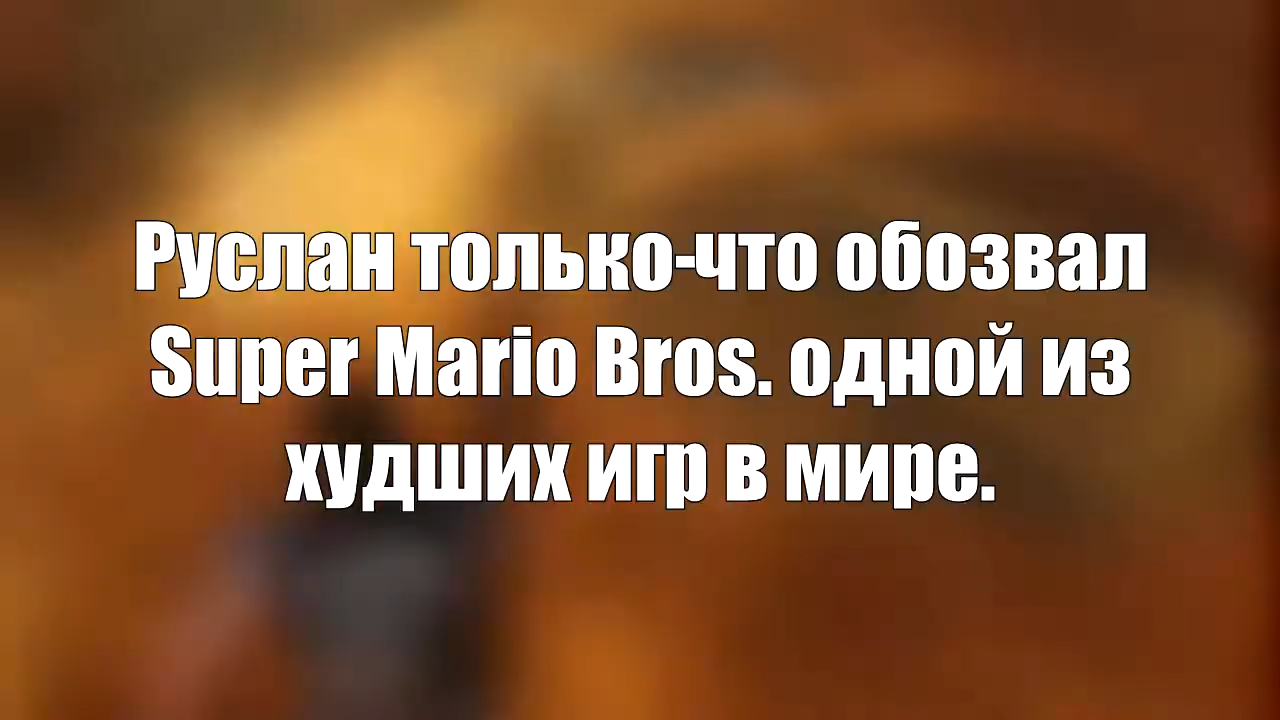 Руслан только-что обозвал
Super Mario Bros. одной из
худших игр в мире.